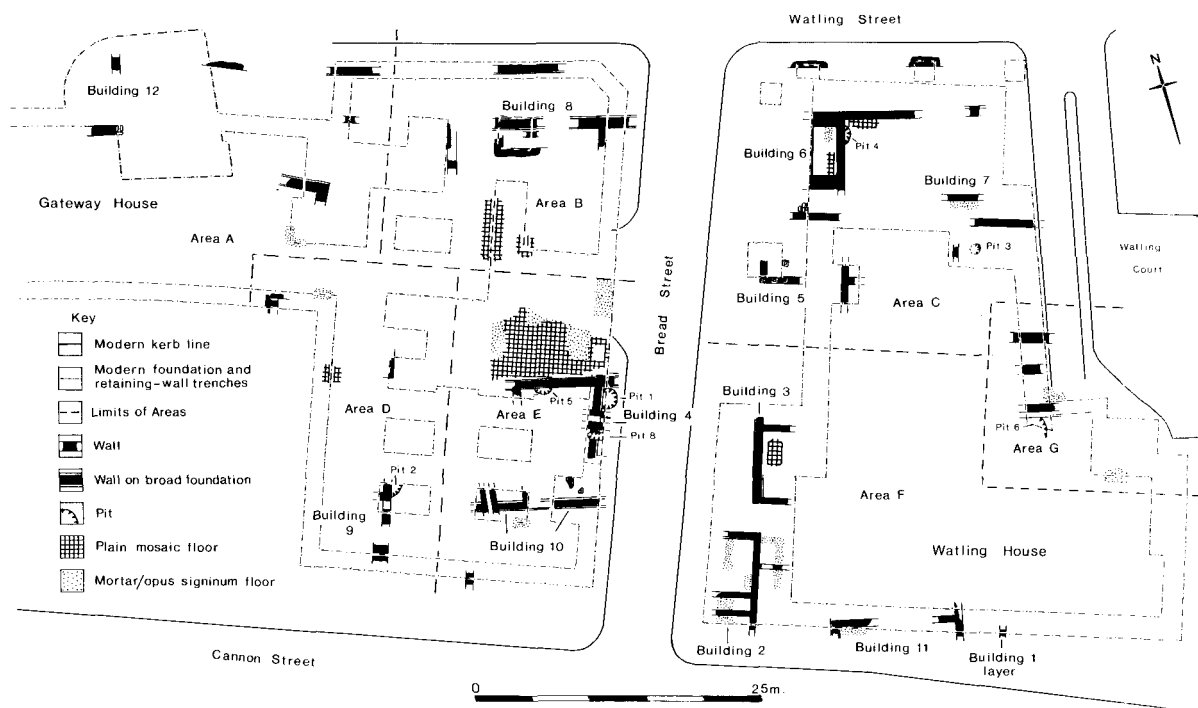 Watling Street
N
Building 12
Building 8
Building 6
Pit 4
Building 7
Gateway House
Area B
Area A
Pit 3
Watling
Court
Building 5
Area C
Bread Street
Key
Modern kerb line
Modern foundation and
retaining-wall trenches
Limits of Areas
Wall
Wall on broad foundation
Pit
Plain mosaic floor
Mortar/opus signinum floor
Area D
Area E
Pit 5
Pit 1
Building 4
Pit 8
Building 3
Pit 6
Area G
Pit 2
Building
9
Building 10
Area F
Watling House
Building 2
Building 11
Building 1
layer
Cannon Street
0
25m.